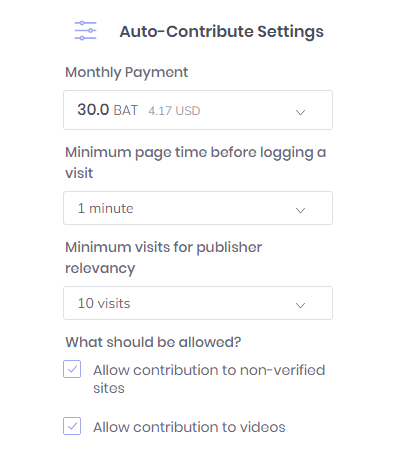 Auto-Contribute Settings
Monthly Payment
30.0 BAT 4.17 USD
Minimum page time before logging a
visit
1 minute
Minimum visits for publisher
relevancy
10 visits
What should be allowed?
Allow contribution to non-verified
sites
Allow contribution to videos